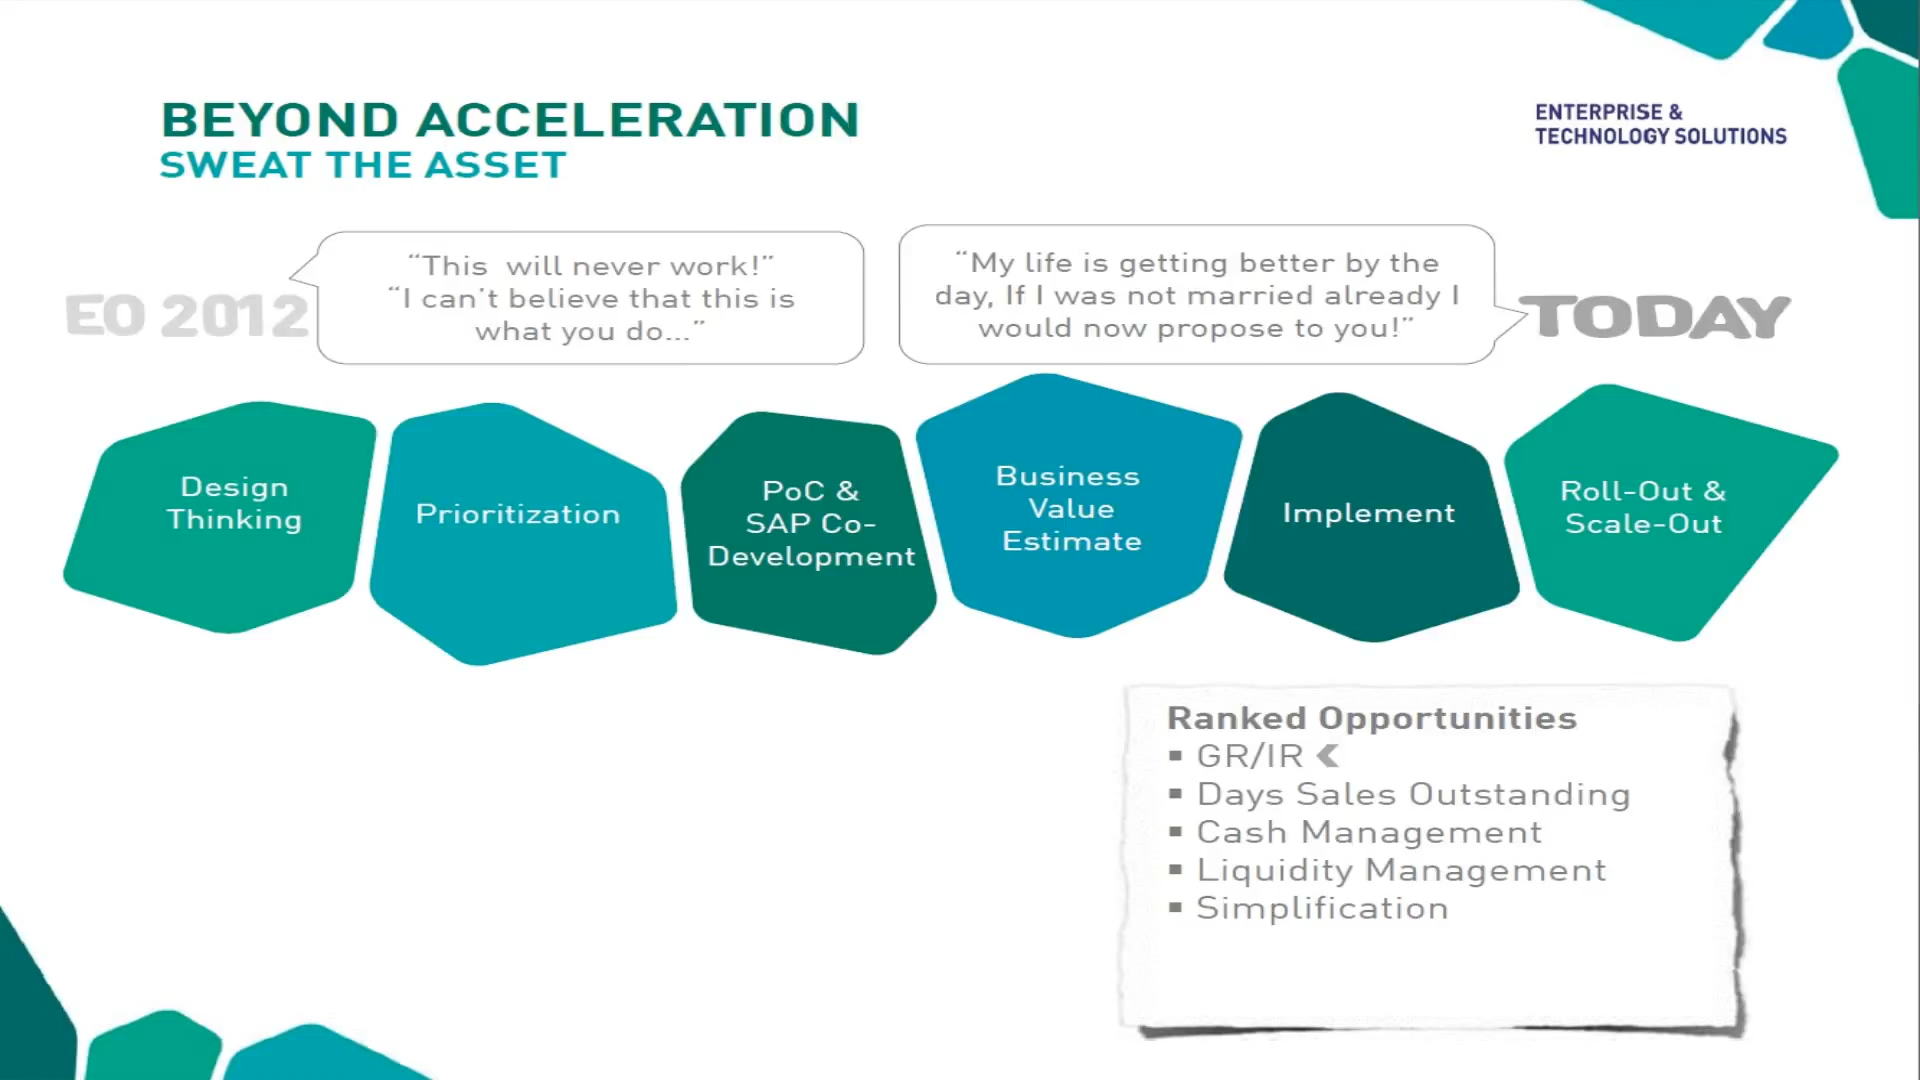 BEYOND ACCELERATION
SWEAT THE ASSET
ENTERPRISE &
TECHNOLOGY SOLUTIONS
EO 2012
“This will never work!”
“I can't believe that this is
what you do...”
“My life is getting better by the
day, If I was not married already I
would now propose to you!”
TODAY
Design
Thinking
Prioritization
PoC &
SAP Co-
Development
Business
Value
Estimate
Implement
Roll-Out &
Scale-Out
Ranked Opportunities
▪ GR/IR
▪ Days Sales Outstanding
▪ Cash Management
▪ Liquidity Management
▪ Simplification